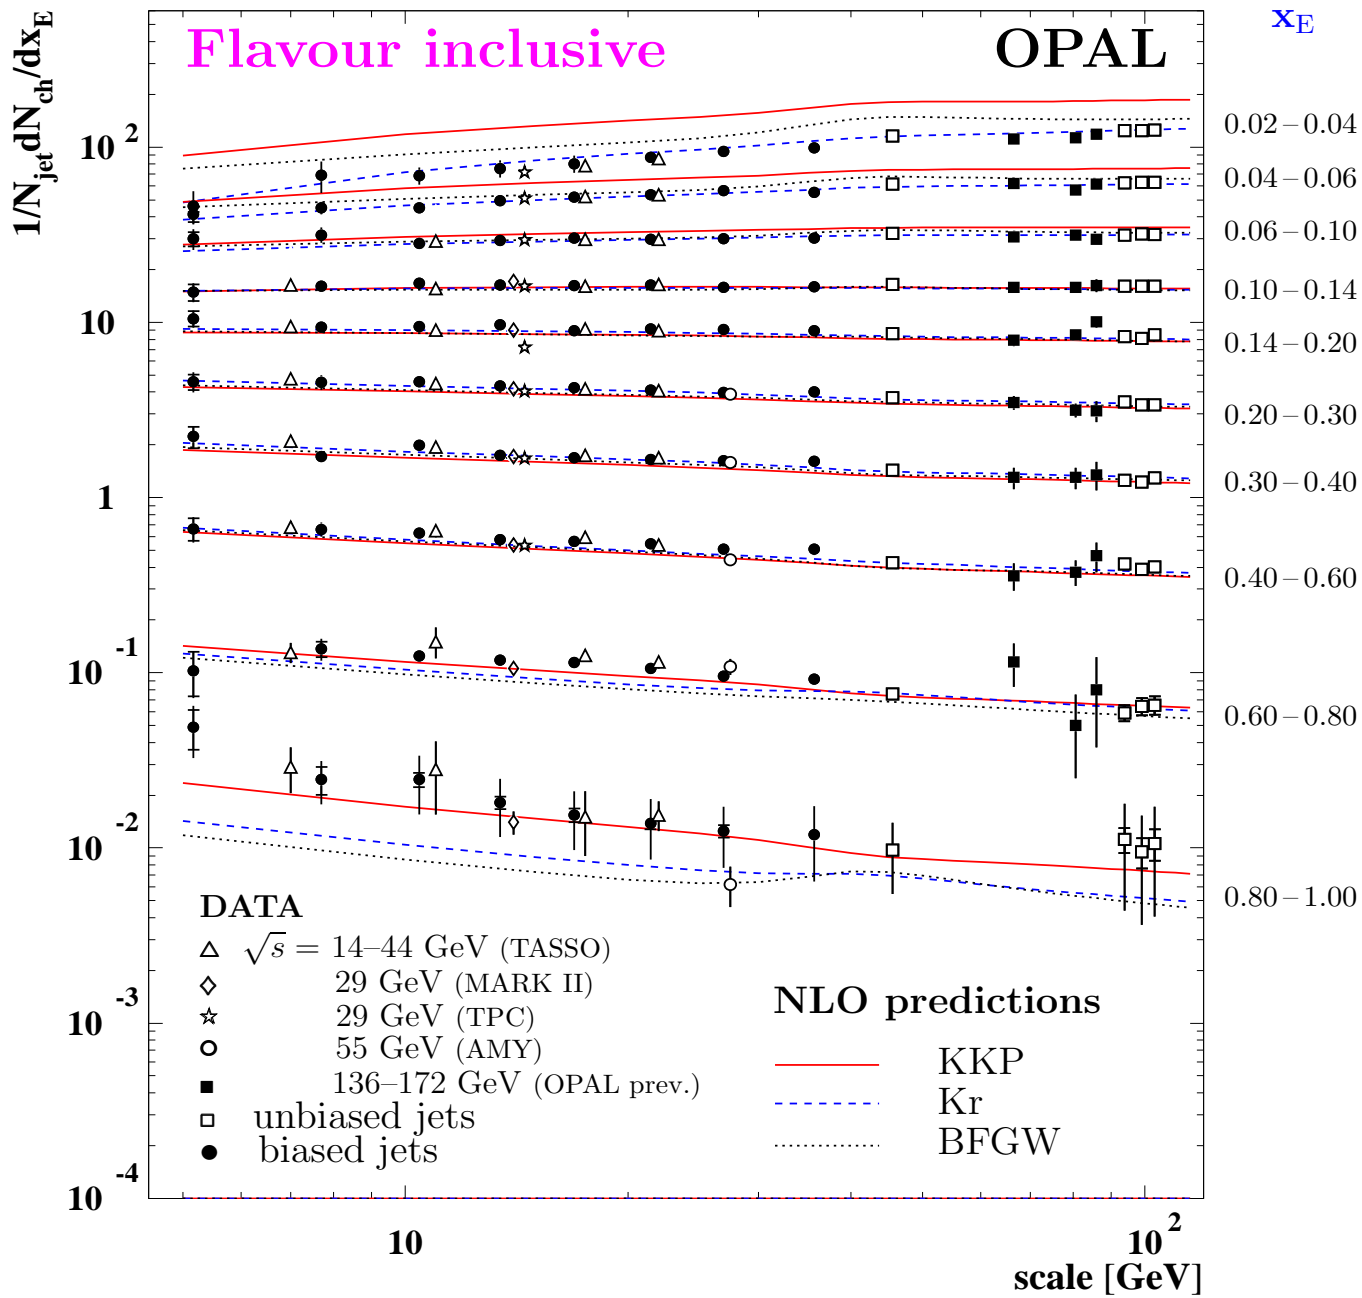 Flavour inclusive
OPAL
x_E
1/N_jet dN_ch/dx_E
10^2
10
1
10^-1
10^-2
10^-3
10^-4
0.02–0.04
0.04–0.06
0.06–0.10
0.10–0.14
0.14–0.20
0.20–0.30
0.30–0.40
0.40–0.60
0.60–0.80
0.80–1.00
DATA
√s = 14–44 GeV (TASSO)
29 GeV (MARK II)
29 GeV (TPC)
55 GeV (AMY)
136–172 GeV (OPAL prev.)
unbiased jets
biased jets
NLO predictions
KKP
Kr
BFGW
10
10^2
scale [GeV]